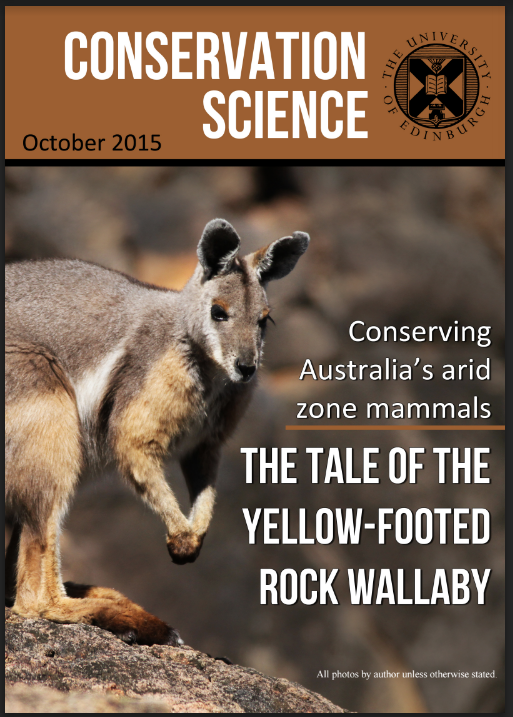 CONSERVATION
SCIENCE
THE UNIVERSITY OF EDINBURGH
October 2015
Conserving
Australia's arid
zone mammals
THE TALE OF THE
YELLOW-FOOTED
ROCK WALLABY
All photos by author unless otherwise stated.